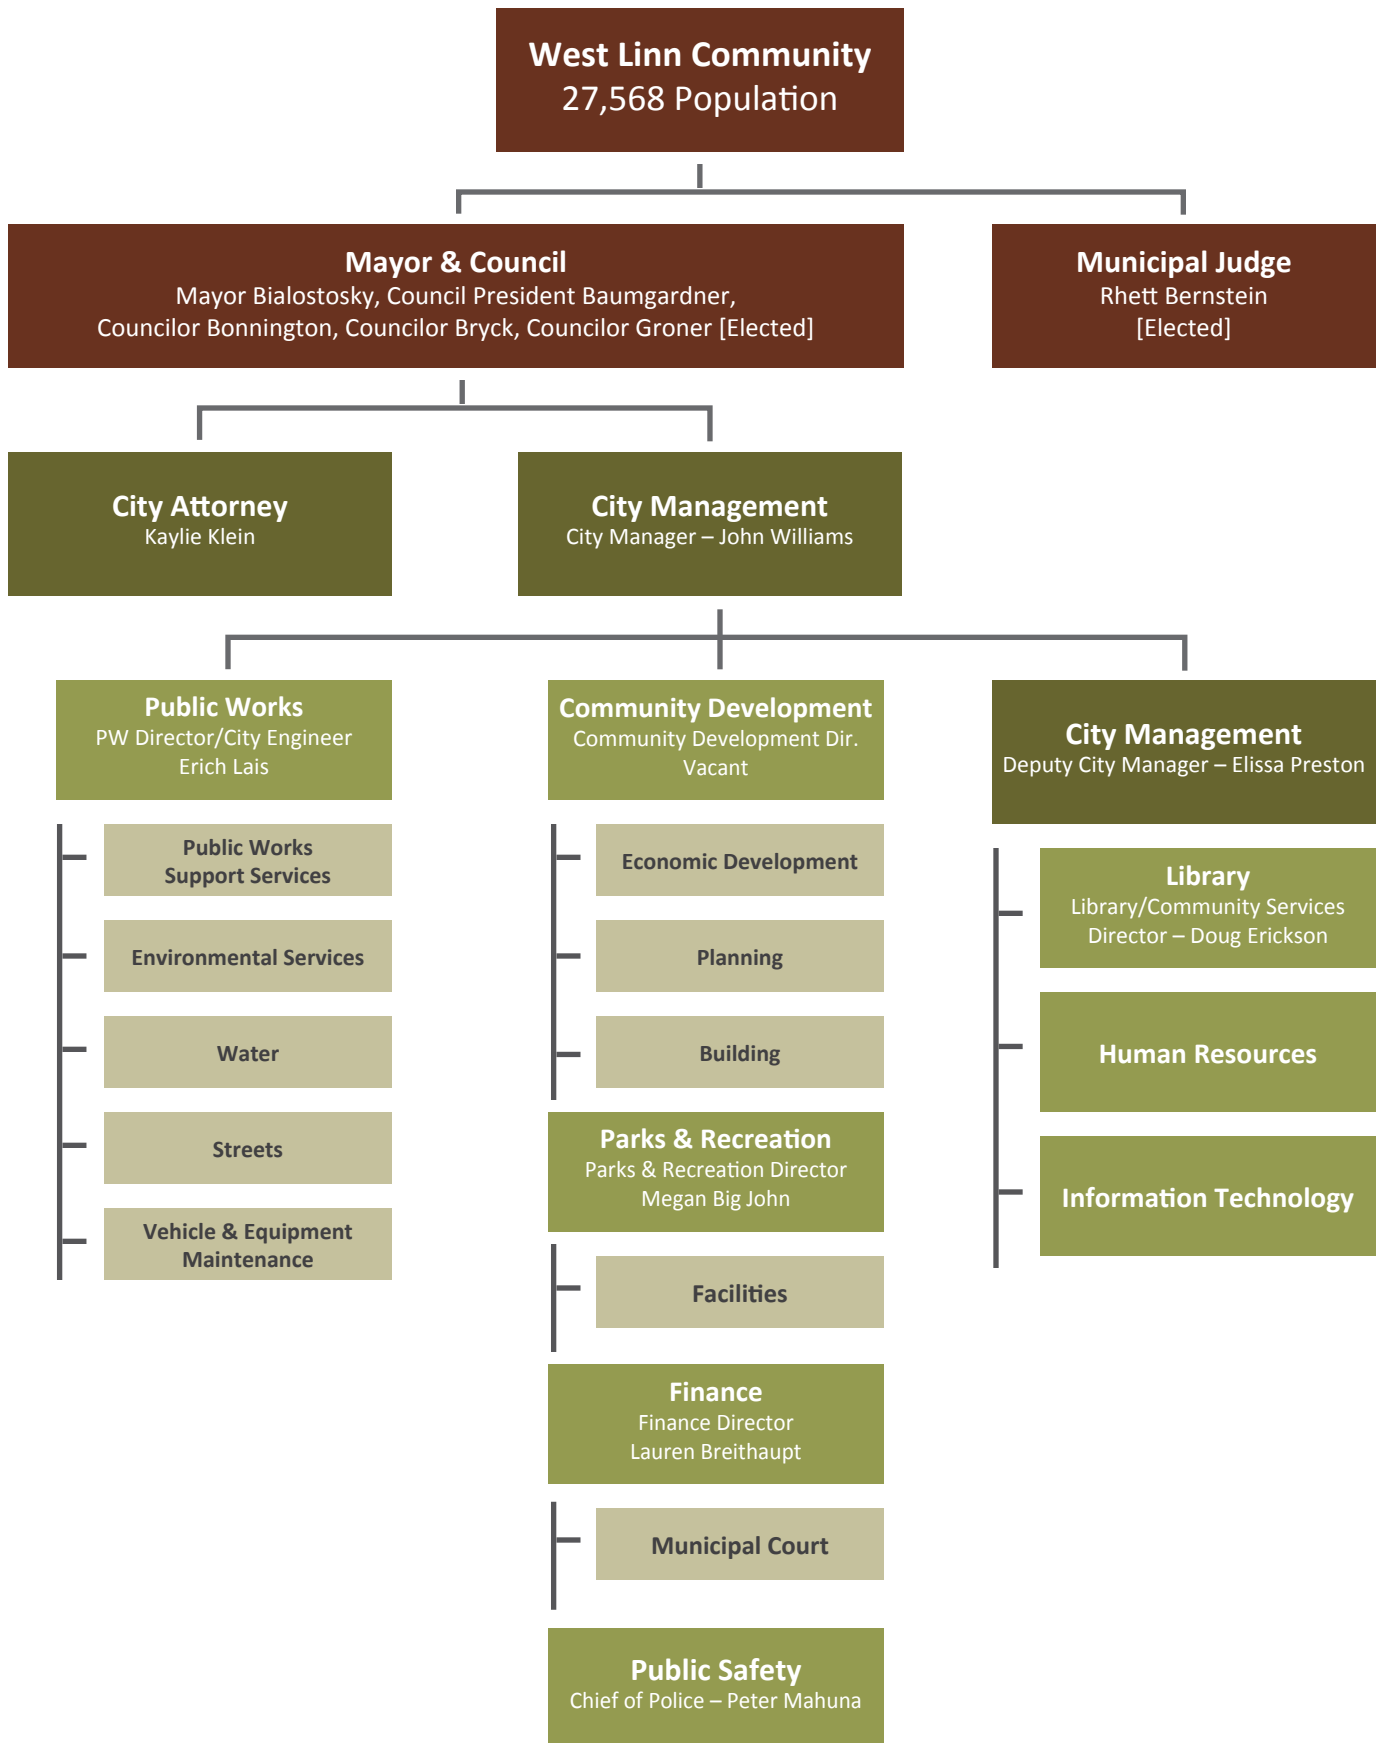 West Linn Community
27,568 Population
Mayor & Council
Mayor Bialostosky, Council President Baumgardner,
Councilor Bonnington, Councilor Bryck, Councilor Groner [Elected]
Municipal Judge
Rhett Bernstein
[Elected]
City Attorney
Kaylie Klein
City Management
City Manager – John Williams
Public Works
PW Director/City Engineer
Erich Lais
Public Works
Support Services
Environmental Services
Water
Streets
Vehicle & Equipment
Maintenance
Community Development
Community Development Dir.
Vacant
Economic Development
Planning
Building
Parks & Recreation
Parks & Recreation Director
Megan Big John
Facilities
Finance
Finance Director
Lauren Breithaupt
Municipal Court
Public Safety
Chief of Police – Peter Mahuna
City Management
Deputy City Manager – Elissa Preston
Library
Library/Community Services
Director – Doug Erickson
Human Resources
Information Technology